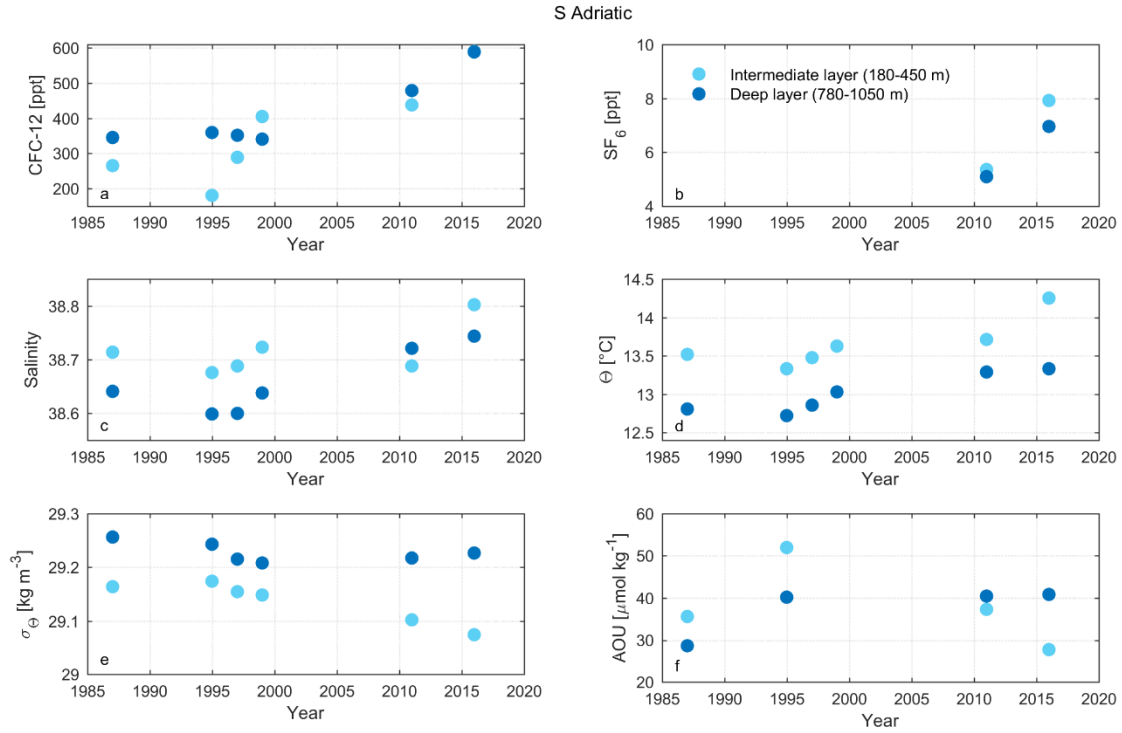 S Adriatic
CFC-12 [ppt]
600
500
400
300
200
a
1985 1990 1995 2000 2005 2010 2015 2020
Year
SF6 [ppt]
10
8
6
4
Intermediate layer (180-450 m)
Deep layer (780-1050 m)
b
1985 1990 1995 2000 2005 2010 2015 2020
Year
Salinity
38.8
38.7
38.6
c
1985 1990 1995 2000 2005 2010 2015 2020
Year
Θ [°C]
14.5
14
13.5
13
12.5
d
1985 1990 1995 2000 2005 2010 2015 2020
Year
σΘ [kg m-3]
29.3
29.2
29.1
29
e
1985 1990 1995 2000 2005 2010 2015 2020
Year
AOU [μmol kg-1]
60
50
40
30
20
f
1985 1990 1995 2000 2005 2010 2015 2020
Year